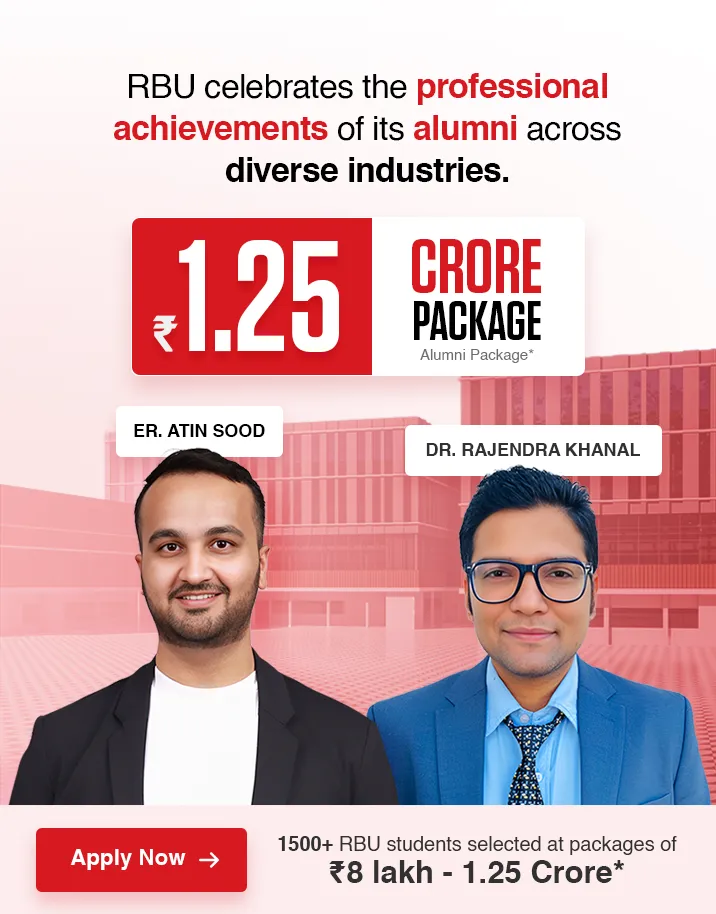 RBU celebrates the professional
achievements of its alumni across
diverse industries.
₹1.25
CRORE
PACKAGE
Alumni Package*
ER. ATIN SOOD
DR. RAJENDRA KHANAL
Apply Now →
1500+ RBU students selected at packages of
₹8 lakh - 1.25 Crore*